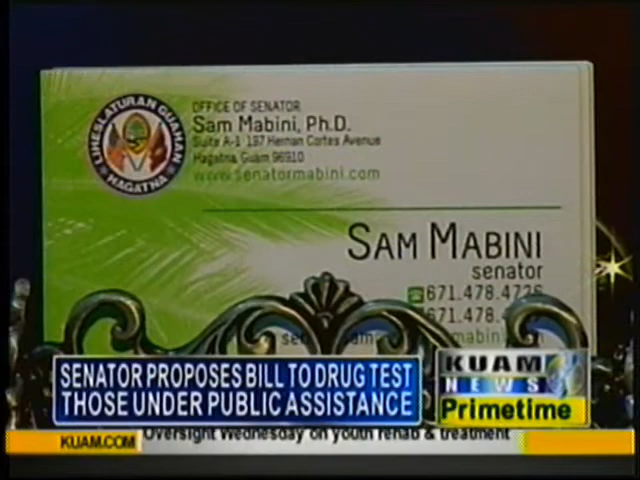 LIHESLATURAN GUAHAN
HAGATNA
OFFICE OF SENATOR
Sam Mabini, Ph.D.
Suite A-1 197 Hernan Cortes Avenue
Hagatna, Guam 96910
www.senatormabini.com
SAM MABINI
senator
671.478.
671.478.
SENATOR PROPOSES BILL TO DRUG TEST
THOSE UNDER PUBLIC ASSISTANCE
KUAM
NEWS
Primetime
KUAM.COM
Oversight Wednesday on youth rehab & treatment